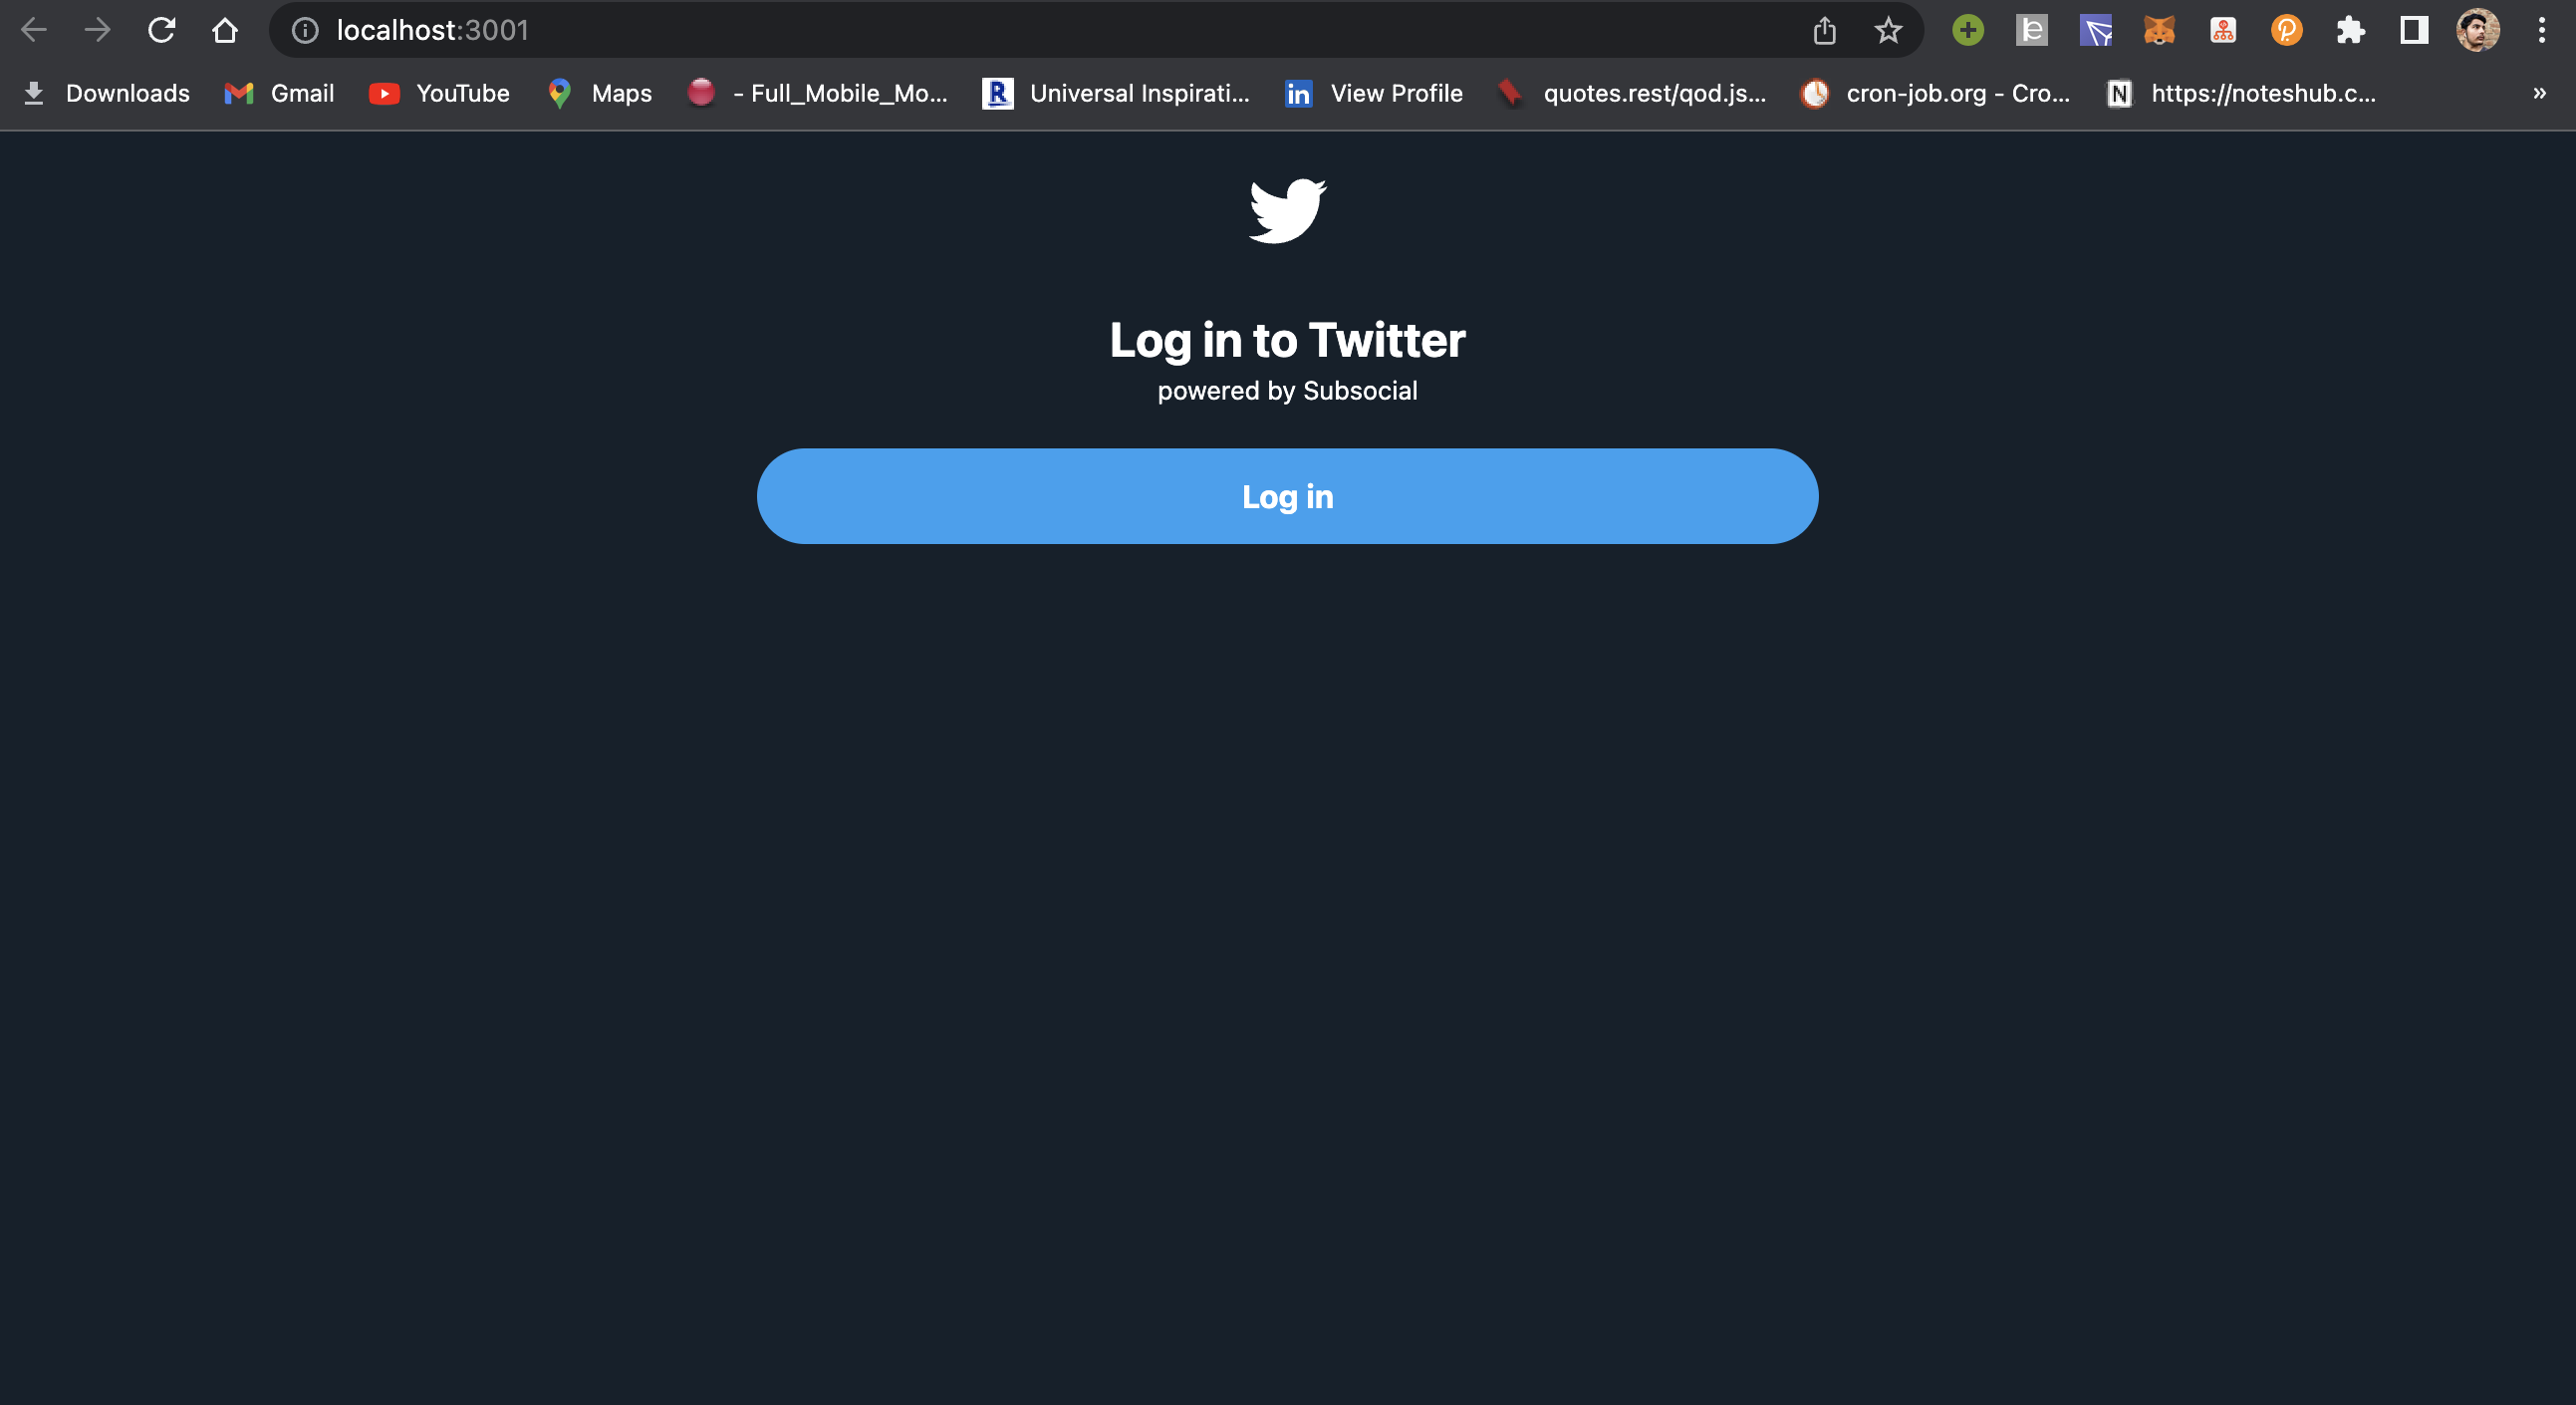 localhost:3001
Downloads Gmail YouTube Maps - Full_Mobile_Mo... Universal Inspirati... View Profile quotes.rest/qod.js... cron-job.org - Cro... https://noteshub.c... »
Log in to Twitter
powered by Subsocial
Log in